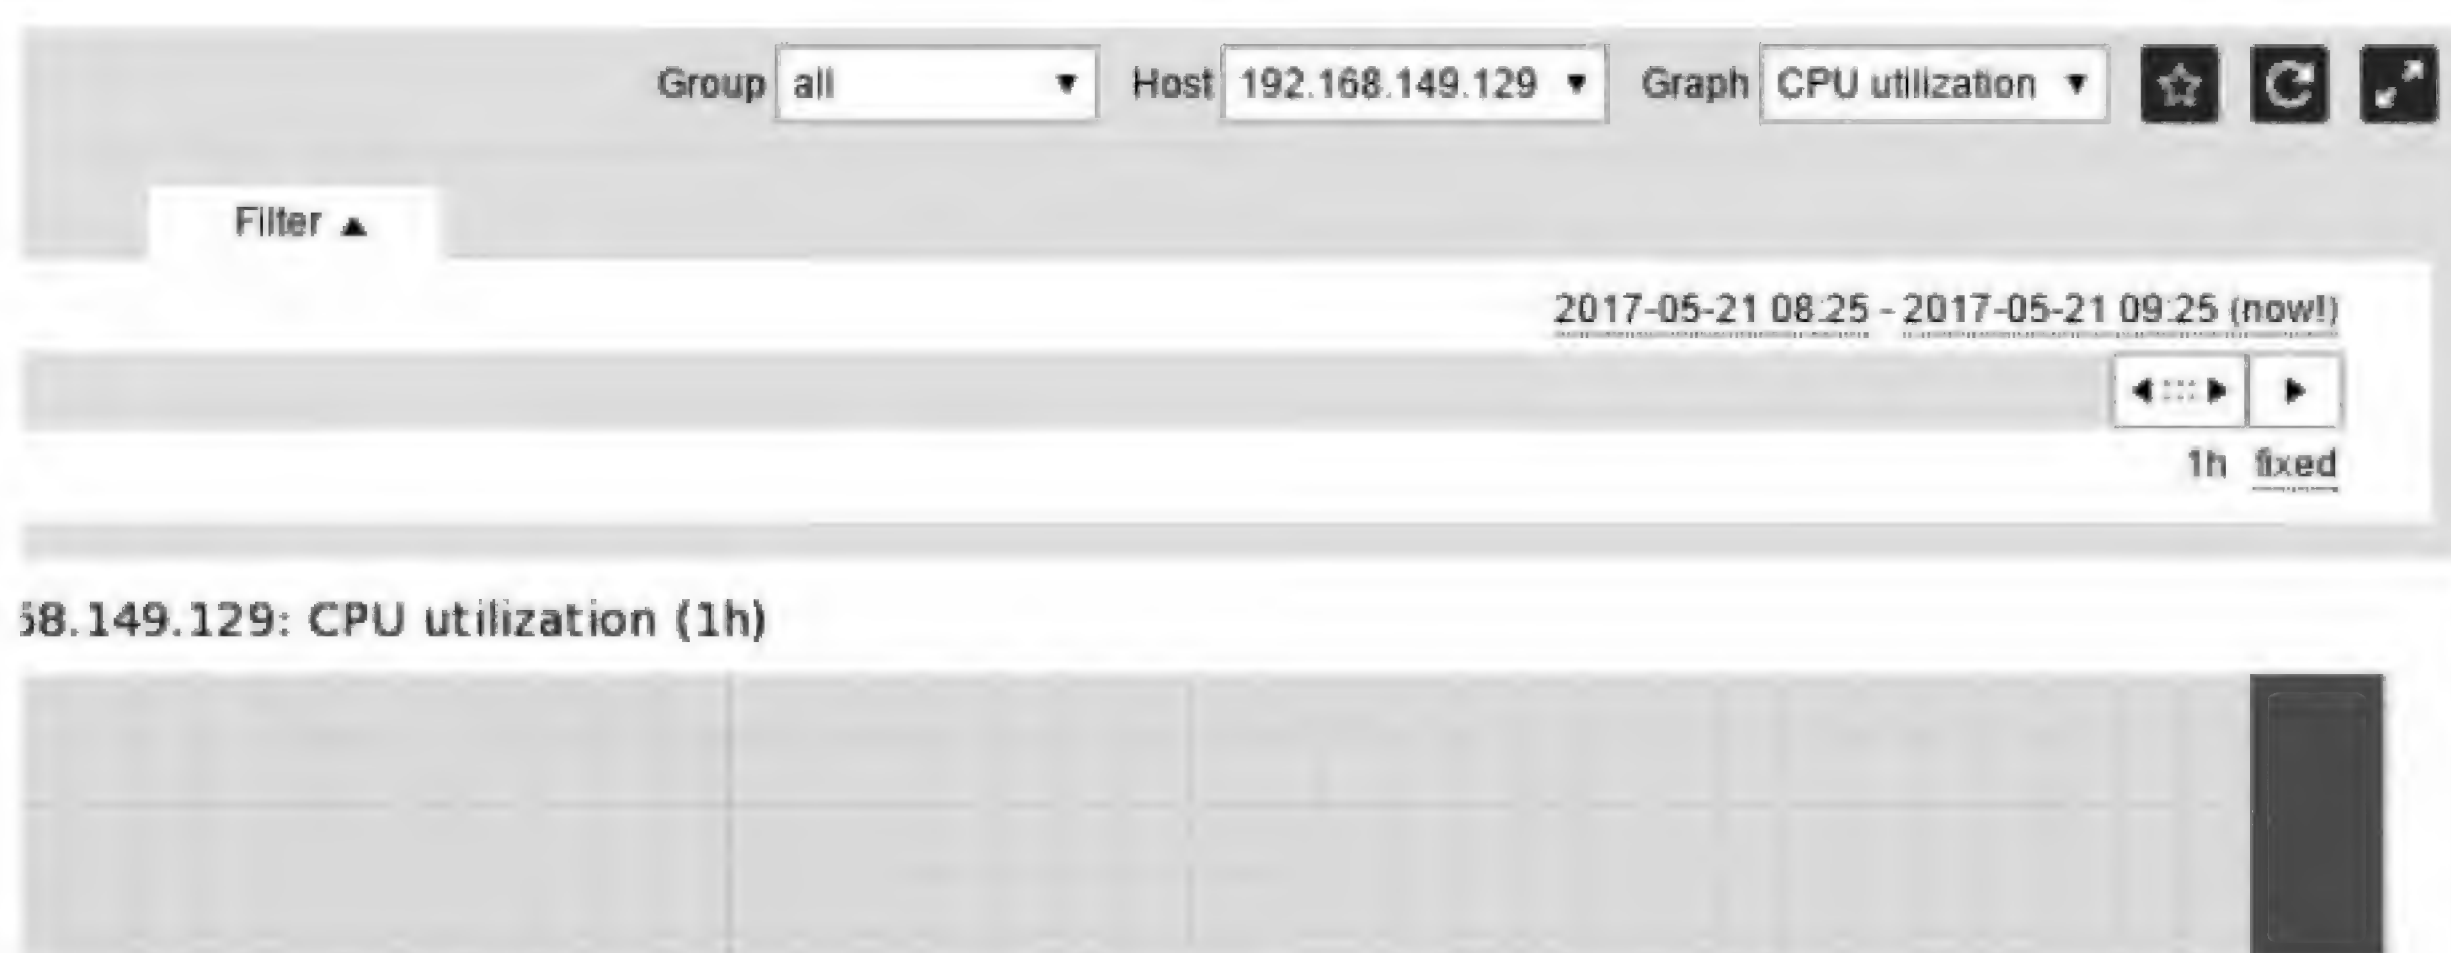 Group all Host 192.168.149.129 Graph CPU utilization
Filter
2017-05-21 08:25 - 2017-05-21 09:25 (now!)
1h fixed
58.149.129: CPU utilization (1h)